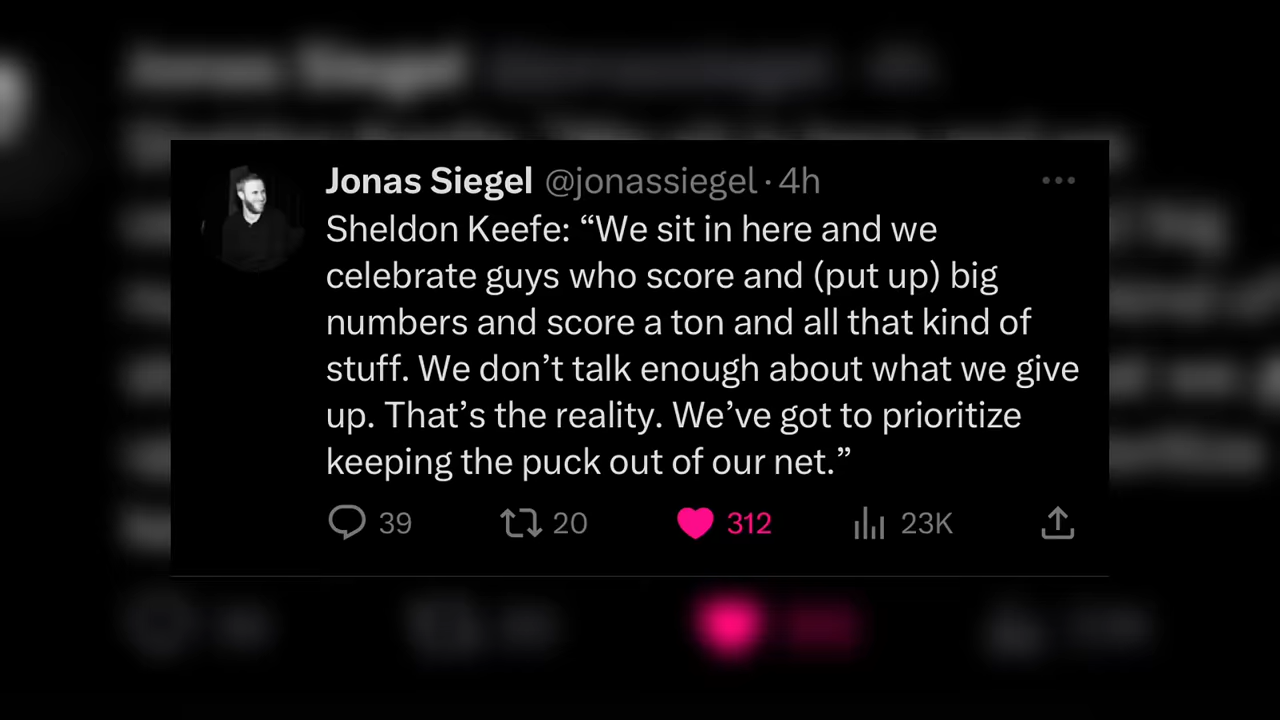 Jonas Siegel @jonassiegel · 4h
Sheldon Keefe: “We sit in here and we
celebrate guys who score and (put up) big
numbers and score a ton and all that kind of
stuff. We don’t talk enough about what we give
up. That’s the reality. We’ve got to prioritize
keeping the puck out of our net.”
39 20 312 23K